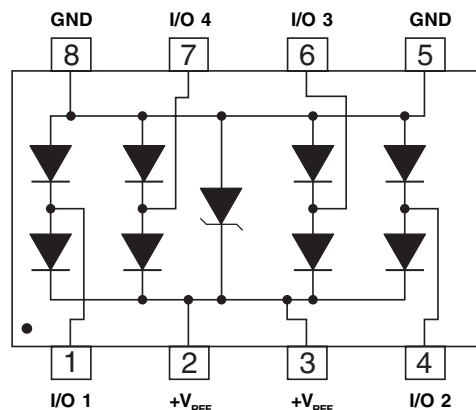 GND I/O 4 I/O 3 GND
8 7 6 5
1 2 3 4
I/O 1 +VREF +VREF I/O 2